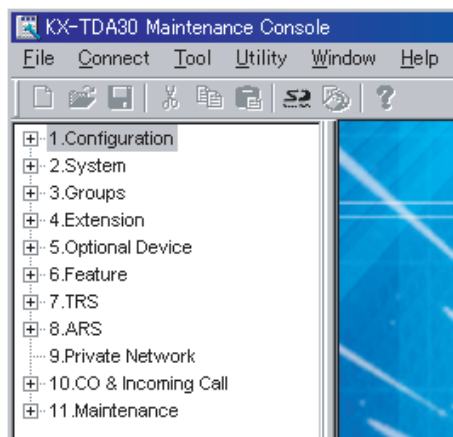 KX-TDA30 Maintenance Console
File Connect Tool Utility Window Help
1.Configuration
2.System
3.Groups
4.Extension
5.Optional Device
6.Feature
7.TRS
8.ARS
9.Private Network
10.CO & Incoming Call
11.Maintenance